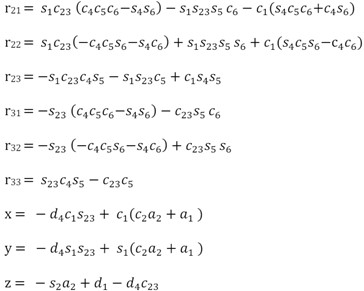 r₂₁ = s₁c₂₃ (c₄c₅c₆−s₄s₆) − s₁s₂₃s₅ c₆ − c₁(s₄c₅c₆+c₄s₆)
r₂₂ = s₁c₂₃(−c₄c₅s₆−s₄c₆) + s₁s₂₃s₅ s₆ + c₁(s₄c₅s₆−c₄c₆)
r₂₃ = −s₁c₂₃c₄s₅ − s₁s₂₃c₅ + c₁s₄s₅
r₃₁ = −s₂₃ (c₄c₅c₆−s₄s₆) − c₂₃s₅ c₆
r₃₂ = −s₂₃ (−c₄c₅s₆−s₄c₆) + c₂₃s₅ s₆
r₃₃ = s₂₃c₄s₅ − c₂₃c₅
x = − d₄c₁s₂₃ + c₁(c₂a₂ + a₁ )
y = − d₄s₁s₂₃ + s₁(c₂a₂ + a₁ )
z = − s₂a₂ + d₁ − d₄c₂₃